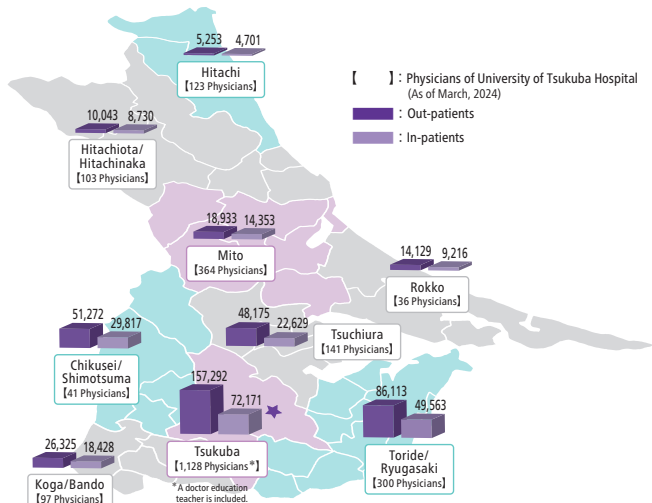 5,253 4,701
Hitachi
【123 Physicians】
【 】: Physicians of University of Tsukuba Hospital
(As of March, 2024)
: Out-patients
: In-patients
10,043 8,730
Hitachiota/
Hitachinaka
【103 Physicians】
18,933 14,353
Mito
【364 Physicians】
14,129 9,216
Rokko
【36 Physicians】
51,272 29,817
Chikusei/
Shimotsuma
【41 Physicians】
48,175 22,629
Tsuchiura
【141 Physicians】
157,292 72,171
Tsukuba
【1,128 Physicians*】
* A doctor education
teacher is included.
86,113 49,563
Toride/
Ryugasaki
【300 Physicians】
26,325 18,428
Koga/Bando
【97 Physicians】